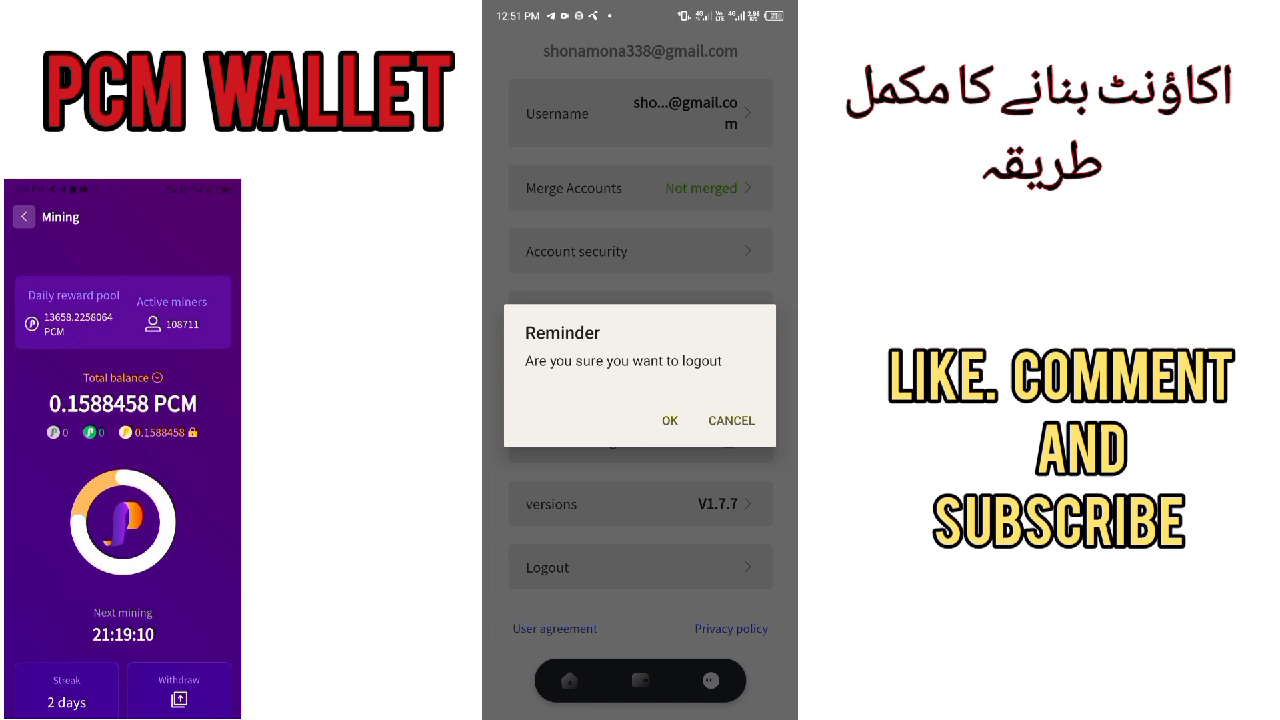 PCM WALLET
Mining
Daily reward pool
13658.2258064
PCM
Active miners
108711
Total balance
0.1588458 PCM
0
0
0.1588458
Next mining
21:19:10
Streak
2 days
Withdraw
12:51 PM
shonamona338@gmail.com
Username
sho...@gmail.co
m
Merge Accounts
Not merged
Account security
Reminder
Are you sure you want to logout
OK
CANCEL
versions
V1.7.7
Logout
User agreement
Privacy policy
اکاؤنٹ بنانے کا مکمل
طریقہ
LIKE. COMMENT
AND
SUBSCRIBE